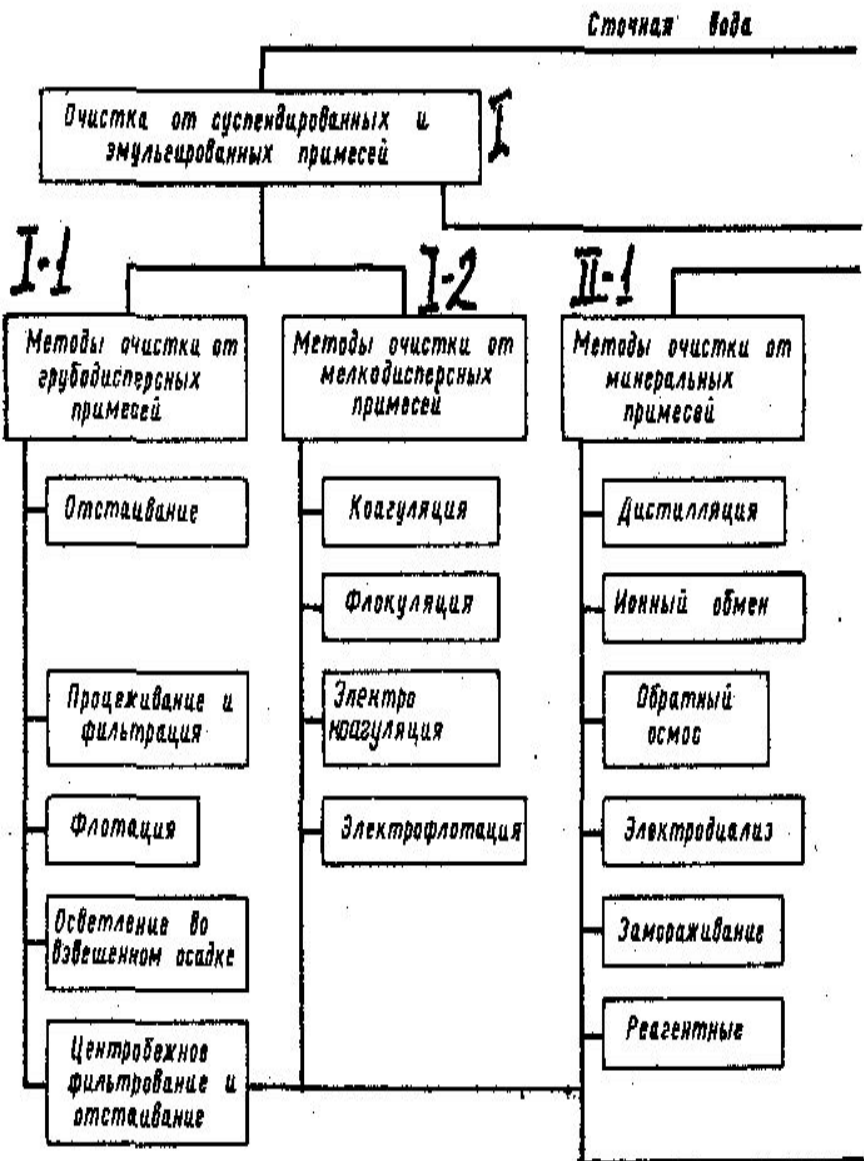 Сточная вода
Очистка от суспендированных и
эмульгированных примесей
I
I-1
I-2
II-1
Методы очистки от
грубодисперсных
примесей
Методы очистки от
мелкодисперсных
примесей
Методы очистки от
минеральных
примесей
Отстаивание
Коагуляция
Дистилляция
Флокуляция
Ионный обмен
Процеживание и
фильтрация
Электро
коагуляция
Обратный
осмос
Флотация
Электрофлотация
Электродиализ
Осветление во
взвешенном осадке
Замораживание
Центробежное
фильтрование и
отстаивание
Реагентные